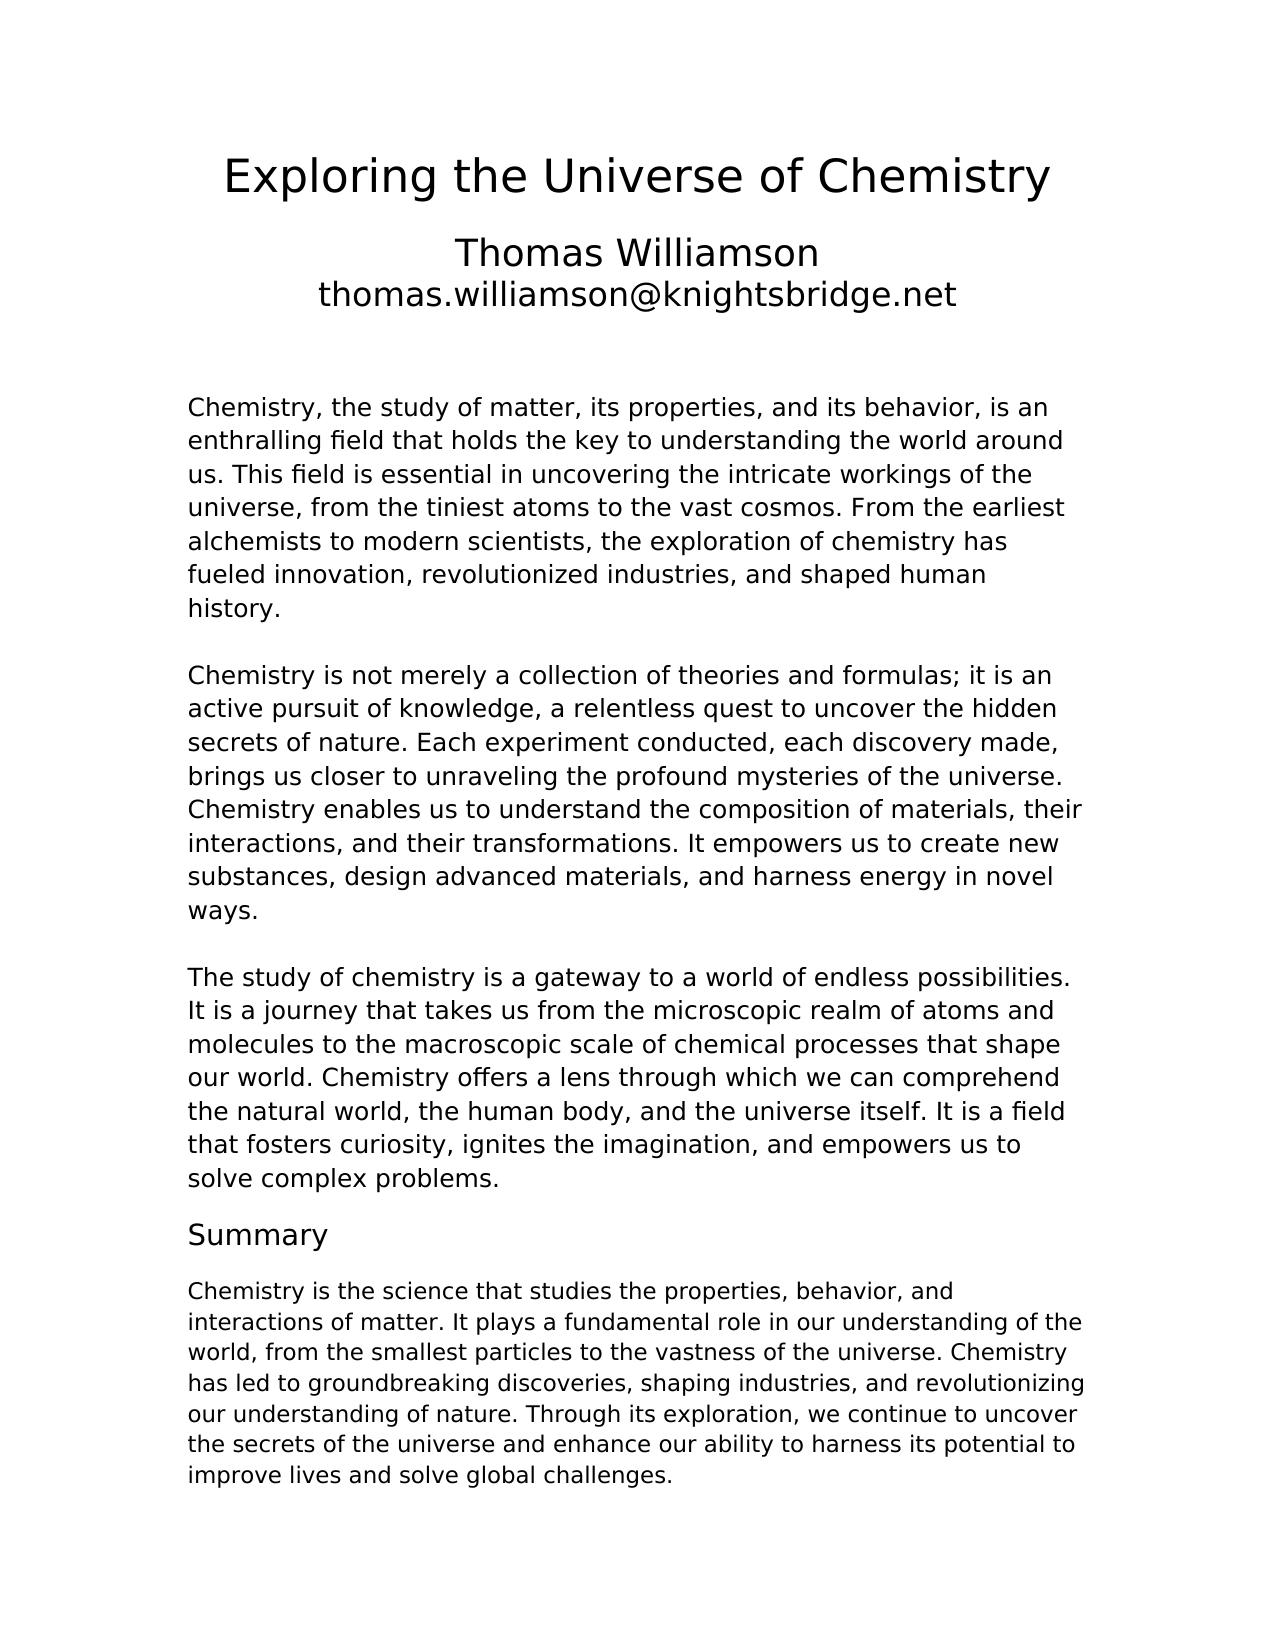 Exploring the Universe of Chemistry
Thomas Williamson
thomas.williamson@knightsbridge.net
Chemistry, the study of matter, its properties, and its behavior, is an
enthralling field that holds the key to understanding the world around
us. This field is essential in uncovering the intricate workings of the
universe, from the tiniest atoms to the vast cosmos. From the earliest
alchemists to modern scientists, the exploration of chemistry has
fueled innovation, revolutionized industries, and shaped human
history.
Chemistry is not merely a collection of theories and formulas; it is an
active pursuit of knowledge, a relentless quest to uncover the hidden
secrets of nature. Each experiment conducted, each discovery made,
brings us closer to unraveling the profound mysteries of the universe.
Chemistry enables us to understand the composition of materials, their
interactions, and their transformations. It empowers us to create new
substances, design advanced materials, and harness energy in novel
ways.
The study of chemistry is a gateway to a world of endless possibilities.
It is a journey that takes us from the microscopic realm of atoms and
molecules to the macroscopic scale of chemical processes that shape
our world. Chemistry offers a lens through which we can comprehend
the natural world, the human body, and the universe itself. It is a field
that fosters curiosity, ignites the imagination, and empowers us to
solve complex problems.
Summary
Chemistry is the science that studies the properties, behavior, and
interactions of matter. It plays a fundamental role in our understanding of the
world, from the smallest particles to the vastness of the universe. Chemistry
has led to groundbreaking discoveries, shaping industries, and revolutionizing
our understanding of nature. Through its exploration, we continue to uncover
the secrets of the universe and enhance our ability to harness its potential to
improve lives and solve global challenges.